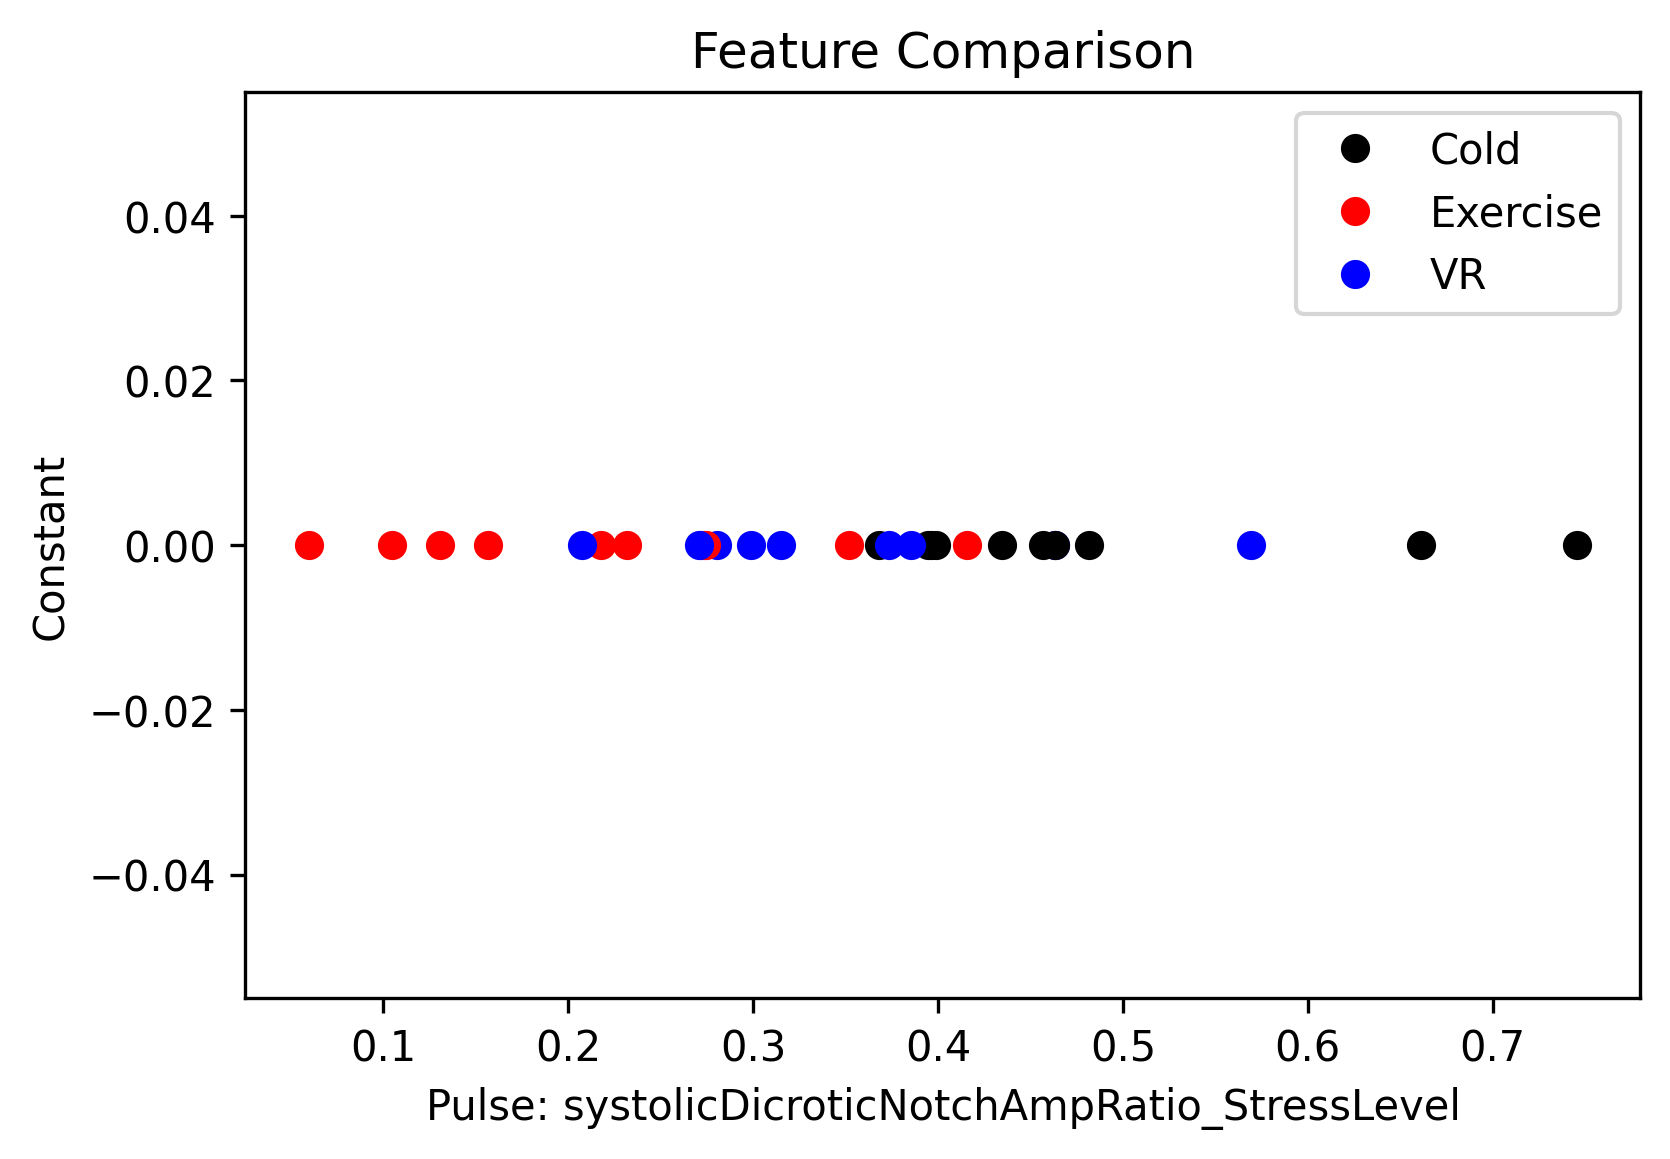 Feature Comparison
Cold
Exercise
VR
Constant
0.04
0.02
0.00
−0.02
−0.04
0.1 0.2 0.3 0.4 0.5 0.6 0.7
Pulse: systolicDicroticNotchAmpRatio_StressLevel